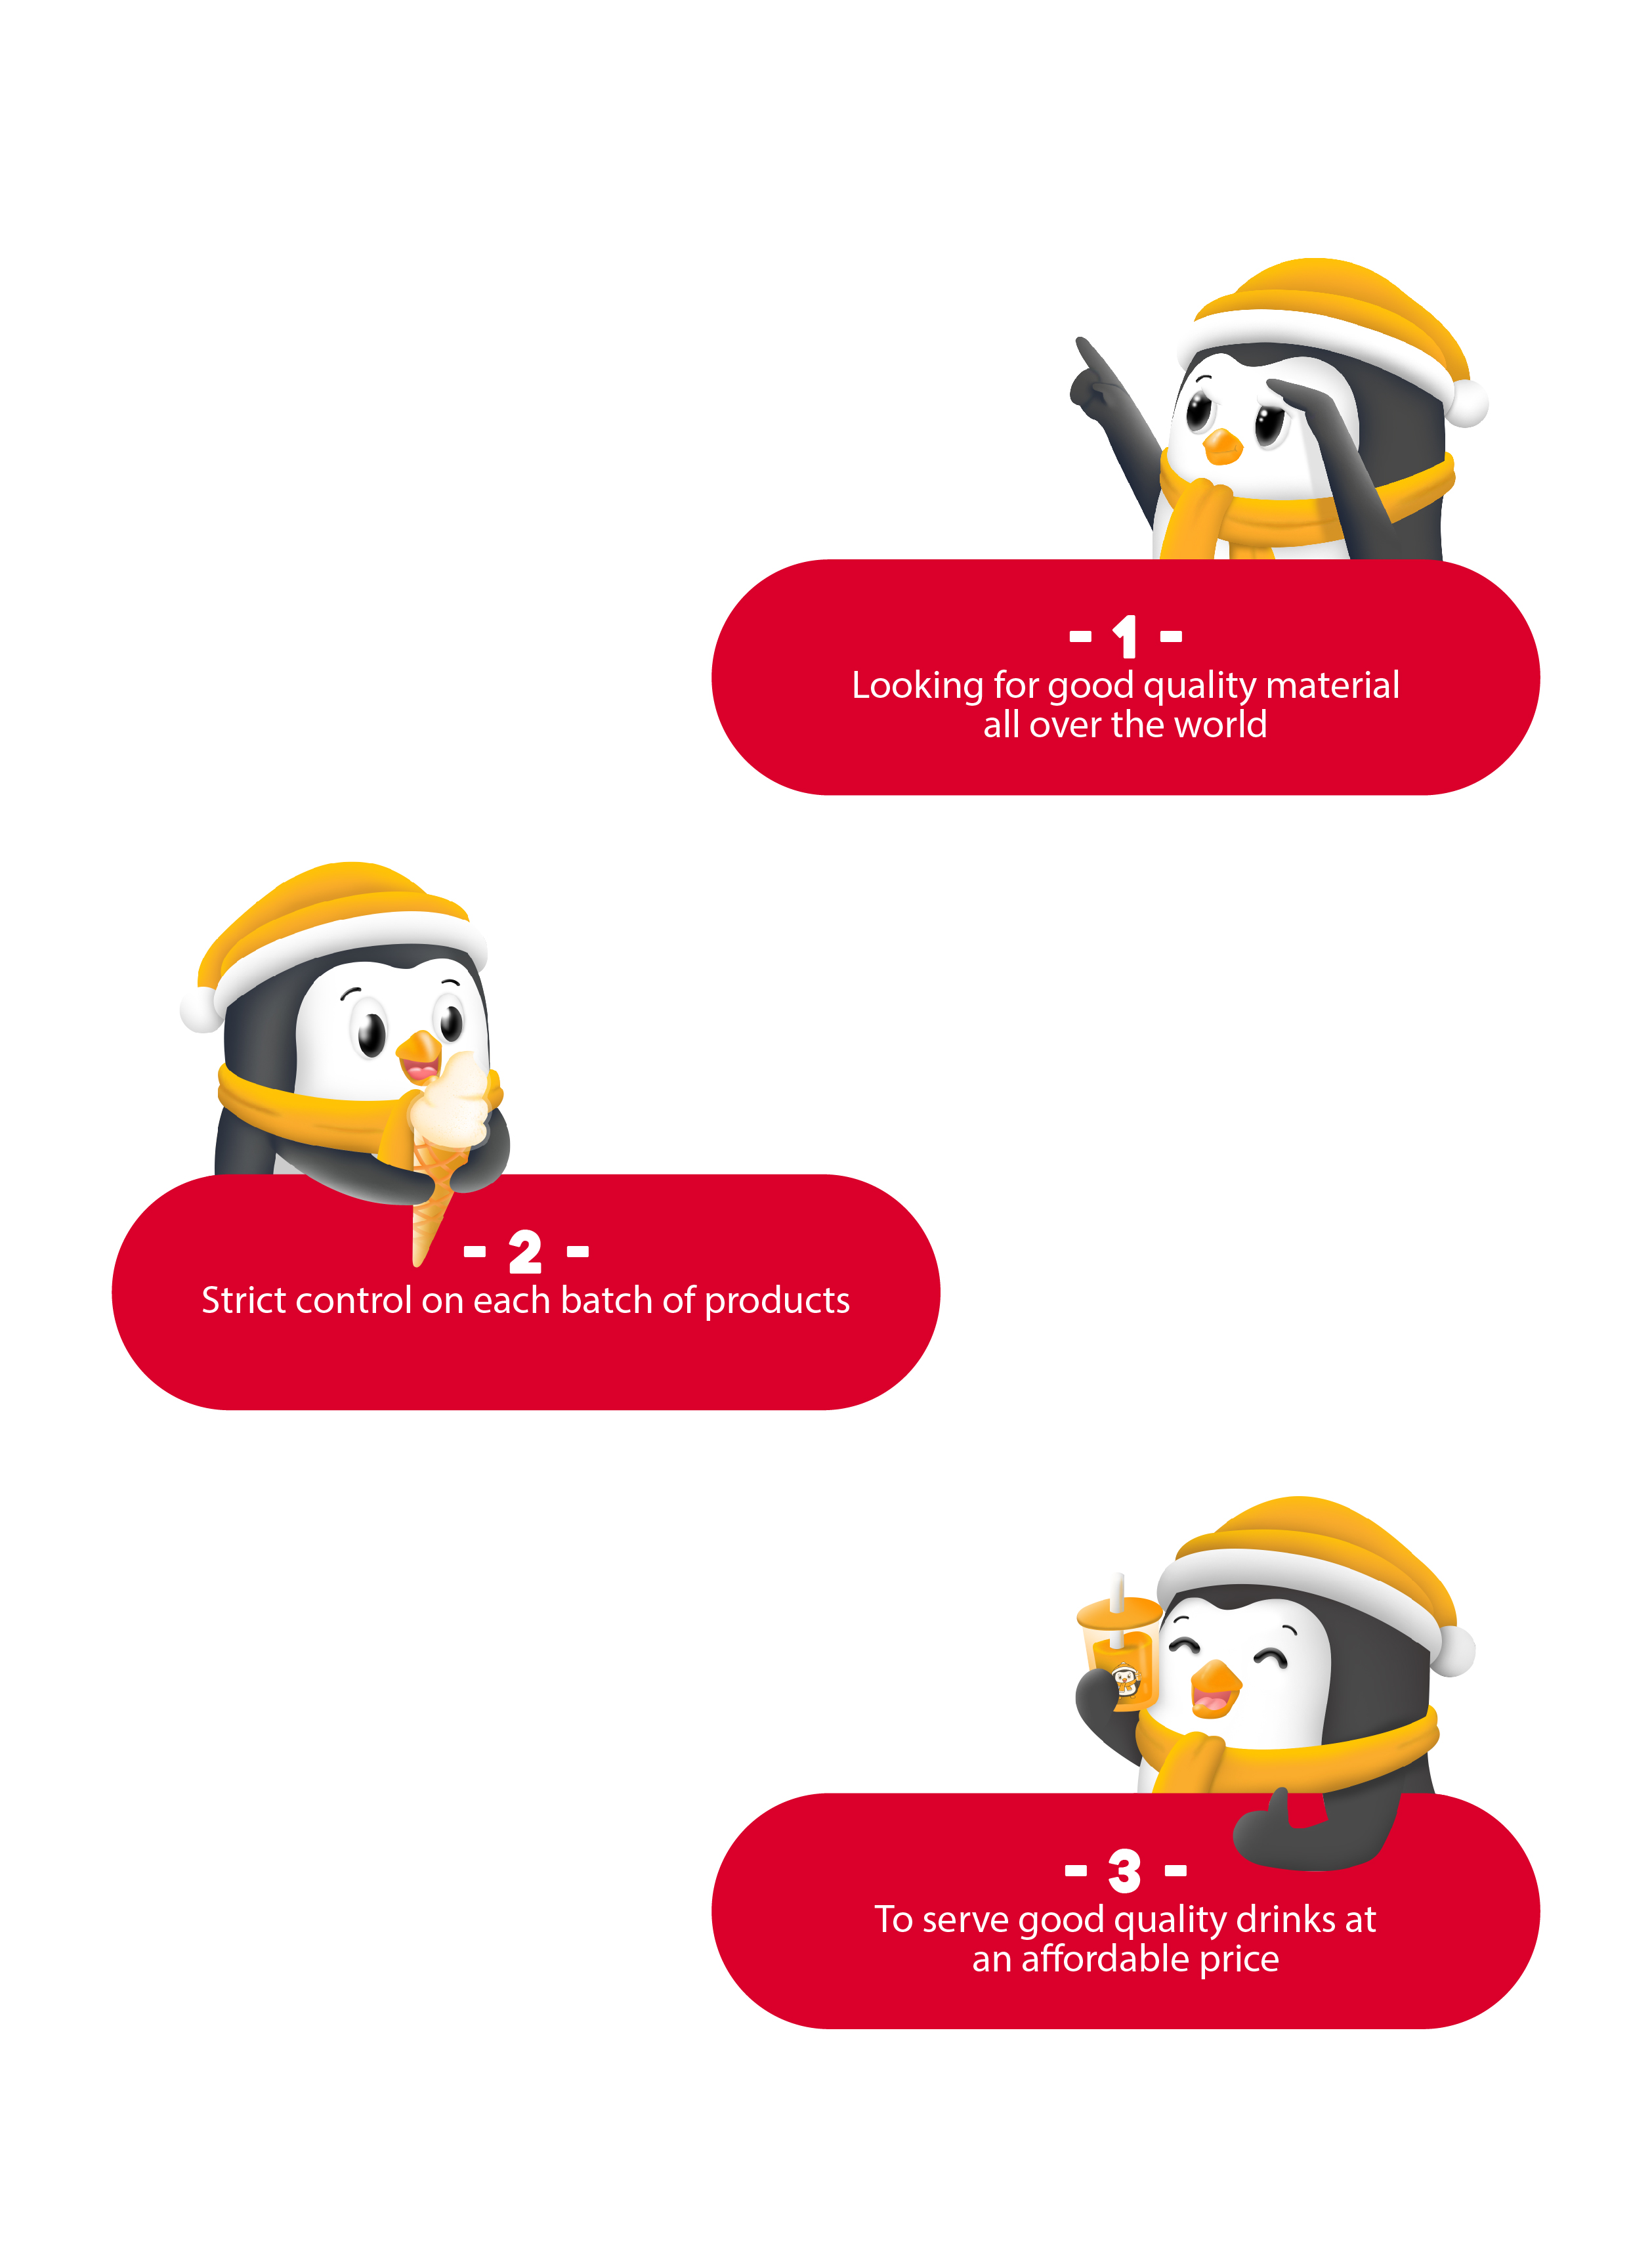 - 1 -
Looking for good quality material
all over the world
- 2 -
Strict control on each batch of products
- 3 -
To serve good quality drinks at
an affordable price